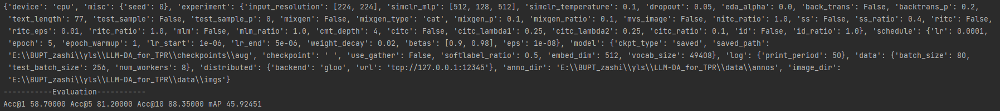 {'device': 'cpu', 'misc': {'seed': 0}, 'experiment': {'input_resolution': [224, 224], 'simclr_mlp': [512, 128, 512], 'simclr_temperature': 0.1, 'dropout': 0.05, 'eda_alpha': 0.0, 'back_trans': False, 'backtrans_p': 0.2,
'text_length': 77, 'test_sample': False, 'test_sample_p': 0, 'mixgen': False, 'mixgen_type': 'cat', 'mixgen_p': 0.1, 'mixgen_ratio': 0.1, 'mvs_image': False, 'nitc_ratio': 1.0, 'ss': False, 'ss_ratio': 0.4, 'ritc': False,
'ritc_eps': 0.01, 'ritc_ratio': 1.0, 'mlm': False, 'mlm_ratio': 1.0, 'cmt_depth': 4, 'citc': False, 'citc_lambda1': 0.25, 'citc_lambda2': 0.25, 'citc_ratio': 0.1, 'id': False, 'id_ratio': 1.0}, 'schedule': {'lr': 0.0001,
'epoch': 5, 'epoch_warmup': 1, 'lr_start': 1e-06, 'lr_end': 5e-06, 'weight_decay': 0.02, 'betas': [0.9, 0.98], 'eps': 1e-08}, 'model': {'ckpt_type': 'saved', 'saved_path':
'E:\\BUPT_zashi\\yls\\LLM-DA_for_TPR\\checkpoints\\aug', 'checkpoint': ' ', 'use_gather': False, 'softlabel_ratio': 0.5, 'embed_dim': 512, 'vocab_size': 49408}, 'log': {'print_period': 50}, 'data': {'batch_size': 80,
'test_batch_size': 256, 'num_workers': 8}, 'distributed': {'backend': 'gloo', 'url': 'tcp://127.0.0.1:12345'}, 'anno_dir': 'E:\\BUPT_zashi\\yls\\LLM-DA_for_TPR\\data\\annos', 'image_dir':
'E:\\BUPT_zashi\\yls\\LLM-DA_for_TPR\\data\\imgs'}
-----------Evaluation-----------
Acc@1 58.70000 Acc@5 81.20000 Acc@10 88.35000 mAP 45.92451